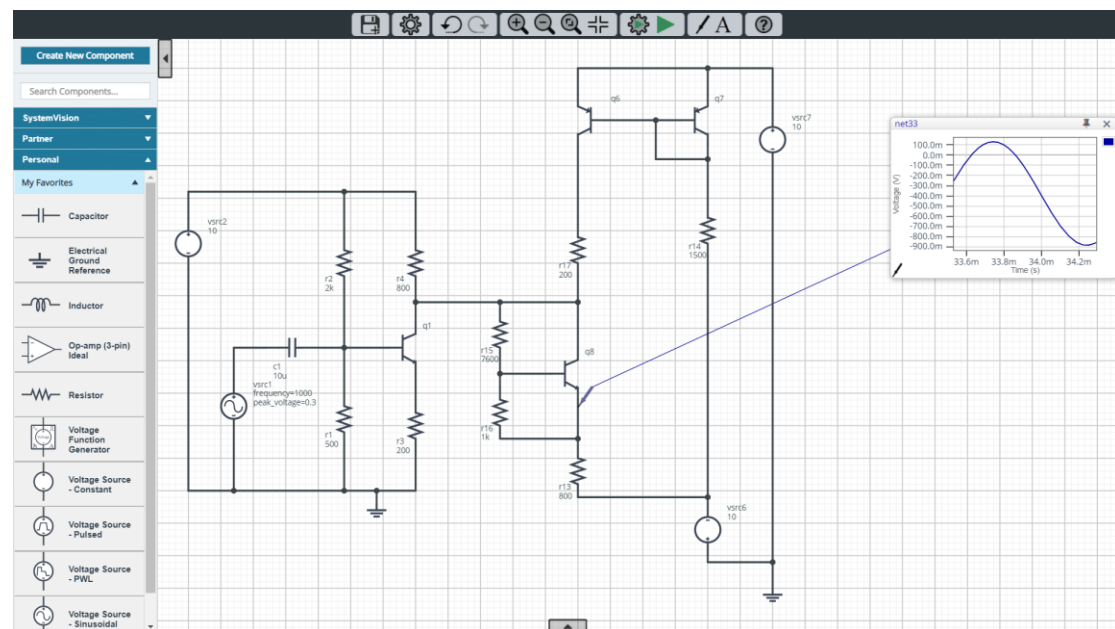 A
Create New Component
Search Components...
SystemVision
Partner
Personal
My Favorites
Capacitor
Electrical
Ground
Reference
Inductor
Op-amp (3-pin)
Ideal
Resistor
Voltage
Function
Generator
Voltage Source
- Constant
Voltage Source
- Pulsed
Voltage Source
- PWL
Voltage Source
- Sinusoidal
vsrc2
10
r2
2k
r4
800
q1
c1
10u
vsrc1
frequency=1000
peak_voltage=0.3
r1
500
r3
200
q6
q7
vsrc7
10
r17
200
r14
1500
r15
7600
q8
r16
1k
r13
800
vsrc6
10
net33
100.0m
0.0m
-100.0m
-200.0m
-300.0m
-400.0m
-500.0m
-600.0m
-700.0m
-800.0m
-900.0m
Voltage (V)
33.6m 33.8m 34.0m 34.2m
Time (s)